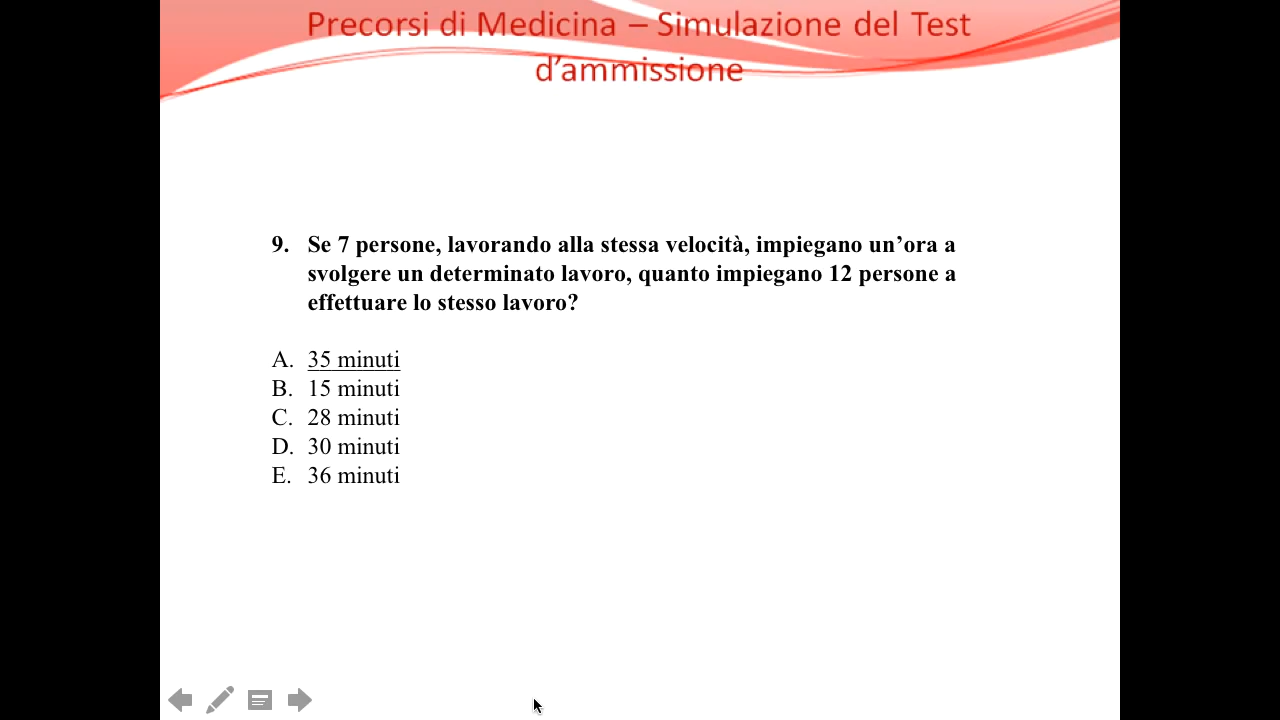 Precorsi di Medicina – Simulazione del Test
d’ammissione
9. Se 7 persone, lavorando alla stessa velocità, impiegano un’ora a
svolgere un determinato lavoro, quanto impiegano 12 persone a
effettuare lo stesso lavoro?
A. 35 minuti
B. 15 minuti
C. 28 minuti
D. 30 minuti
E. 36 minuti